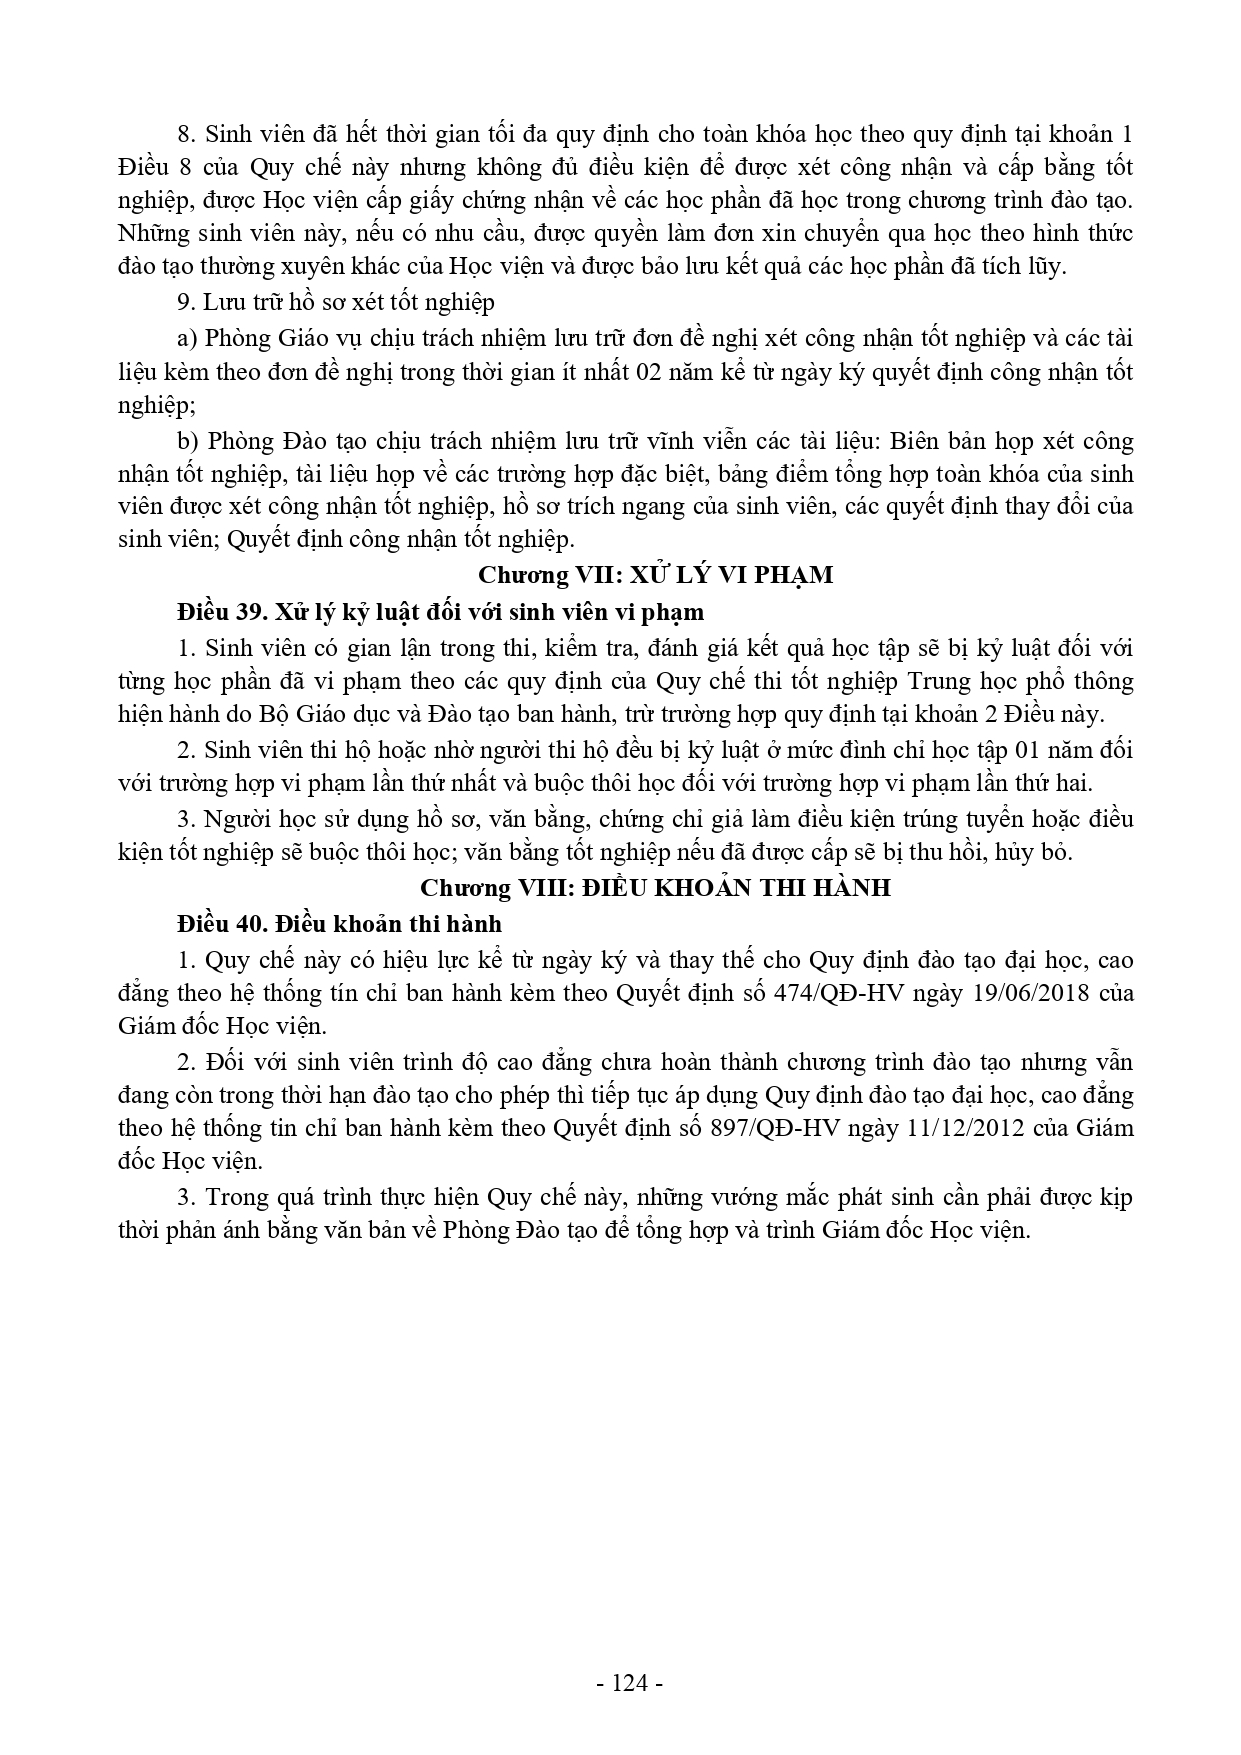 8. Sinh viên đã hết thời gian tối đa quy định cho toàn khóa học theo quy định tại khoản 1
Điều 8 của Quy chế này nhưng không đủ điều kiện để được xét công nhận và cấp bằng tốt
nghiệp, được Học viện cấp giấy chứng nhận về các học phần đã học trong chương trình đào tạo.
Những sinh viên này, nếu có nhu cầu, được quyền làm đơn xin chuyển qua học theo hình thức
đào tạo thường xuyên khác của Học viện và được bảo lưu kết quả các học phần đã tích lũy.
9. Lưu trữ hồ sơ xét tốt nghiệp
a) Phòng Giáo vụ chịu trách nhiệm lưu trữ đơn đề nghị xét công nhận tốt nghiệp và các tài
liệu kèm theo đơn đề nghị trong thời gian ít nhất 02 năm kể từ ngày ký quyết định công nhận tốt
nghiệp;
b) Phòng Đào tạo chịu trách nhiệm lưu trữ vĩnh viễn các tài liệu: Biên bản họp xét công
nhận tốt nghiệp, tài liệu họp về các trường hợp đặc biệt, bảng điểm tổng hợp toàn khóa của sinh
viên được xét công nhận tốt nghiệp, hồ sơ trích ngang của sinh viên, các quyết định thay đổi của
sinh viên; Quyết định công nhận tốt nghiệp.
Chương VII: XỬ LÝ VI PHẠM
Điều 39. Xử lý kỷ luật đối với sinh viên vi phạm
1. Sinh viên có gian lận trong thi, kiểm tra, đánh giá kết quả học tập sẽ bị kỷ luật đối với
từng học phần đã vi phạm theo các quy định của Quy chế thi tốt nghiệp Trung học phổ thông
hiện hành do Bộ Giáo dục và Đào tạo ban hành, trừ trường hợp quy định tại khoản 2 Điều này.
2. Sinh viên thi hộ hoặc nhờ người thi hộ đều bị kỷ luật ở mức đình chỉ học tập 01 năm đối
với trường hợp vi phạm lần thứ nhất và buộc thôi học đối với trường hợp vi phạm lần thứ hai.
3. Người học sử dụng hồ sơ, văn bằng, chứng chỉ giả làm điều kiện trúng tuyển hoặc điều
kiện tốt nghiệp sẽ buộc thôi học; văn bằng tốt nghiệp nếu đã được cấp sẽ bị thu hồi, hủy bỏ.
Chương VIII: ĐIỀU KHOẢN THI HÀNH
Điều 40. Điều khoản thi hành
1. Quy chế này có hiệu lực kể từ ngày ký và thay thế cho Quy định đào tạo đại học, cao
đẳng theo hệ thống tín chỉ ban hành kèm theo Quyết định số 474/QĐ-HV ngày 19/06/2018 của
Giám đốc Học viện.
2. Đối với sinh viên trình độ cao đẳng chưa hoàn thành chương trình đào tạo nhưng vẫn
đang còn trong thời hạn đào tạo cho phép thì tiếp tục áp dụng Quy định đào tạo đại học, cao đẳng
theo hệ thống tin chỉ ban hành kèm theo Quyết định số 897/QĐ-HV ngày 11/12/2012 của Giám
đốc Học viện.
3. Trong quá trình thực hiện Quy chế này, những vướng mắc phát sinh cần phải được kịp
thời phản ánh bằng văn bản về Phòng Đào tạo để tổng hợp và trình Giám đốc Học viện.
- 124 -